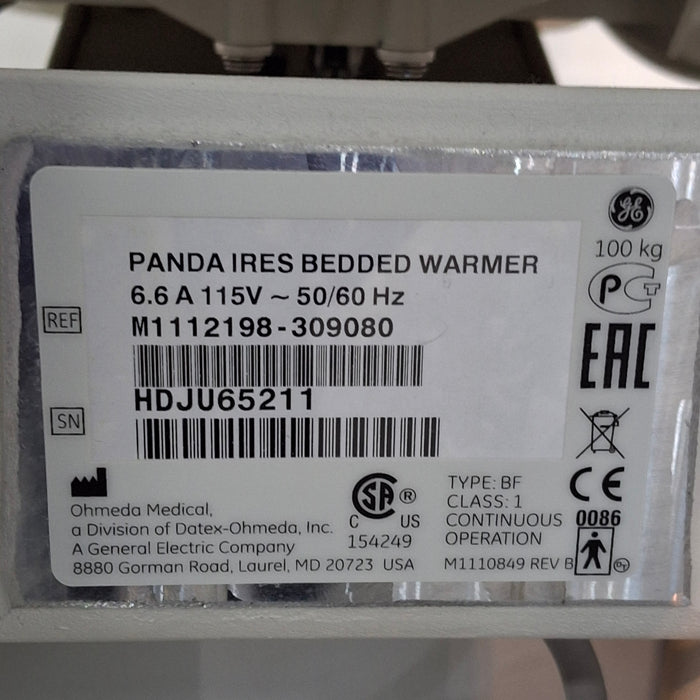 GE
100 kg
PANDA IRES BEDDED WARMER
6.6 A 115V ~ 50/60 Hz
REF
M1112198-309080
EAC
HDJU65211
SN
Ohmeda Medical,
a Division of Datex-Ohmeda, Inc.
A General Electric Company
8880 Gorman Road, Laurel, MD 20723 USA
SA ®
C US
154249
TYPE: BF
CLASS: 1
CONTINUOUS
OPERATION
M1110849 REV B
CE
0086